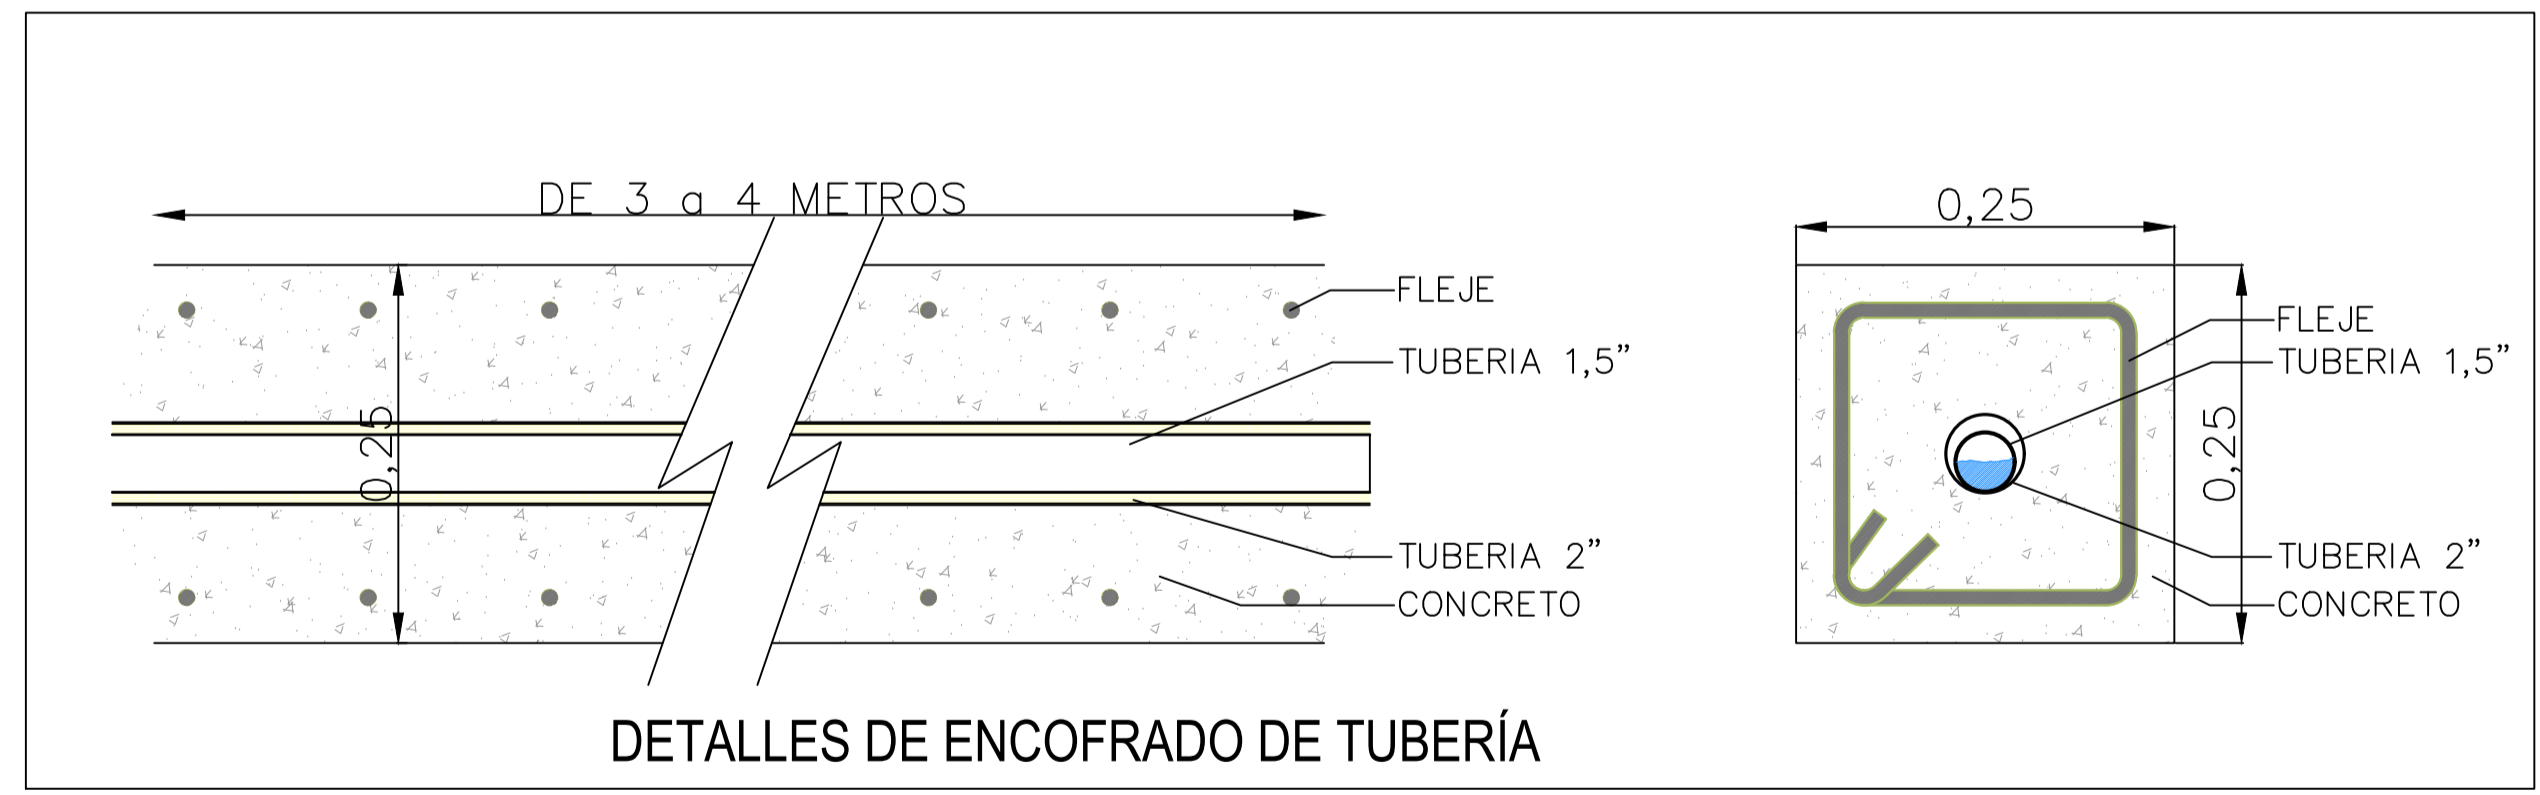 DE 3 a 4 METROS
0,25
FLEJE
TUBERIA 1,5”
TUBERIA 2”
CONCRETO
0,25
0,25
FLEJE
TUBERIA 1,5”
TUBERIA 2”
CONCRETO
DETALLES DE ENCOFRADO DE TUBERÍA